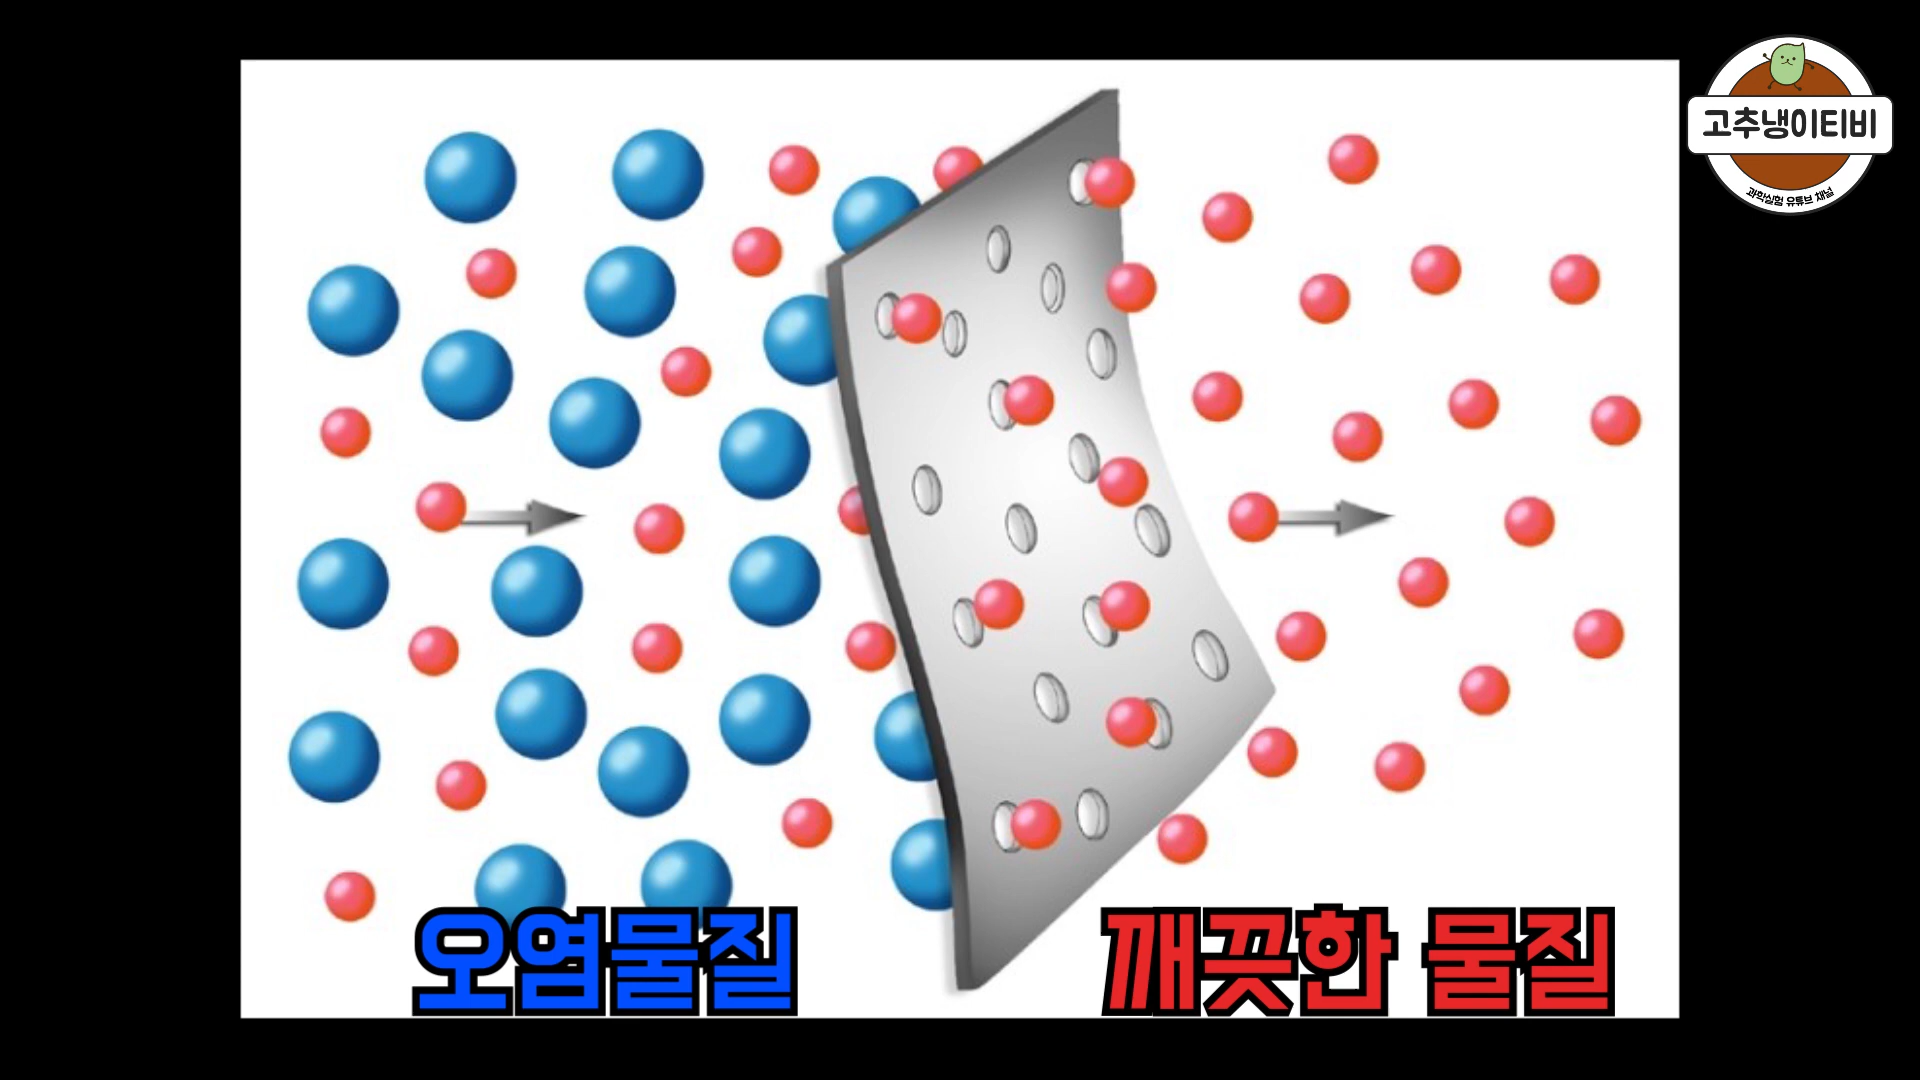 고추냉이티비
과학실험 유튜브 채널
오염물질
깨끗한 물질